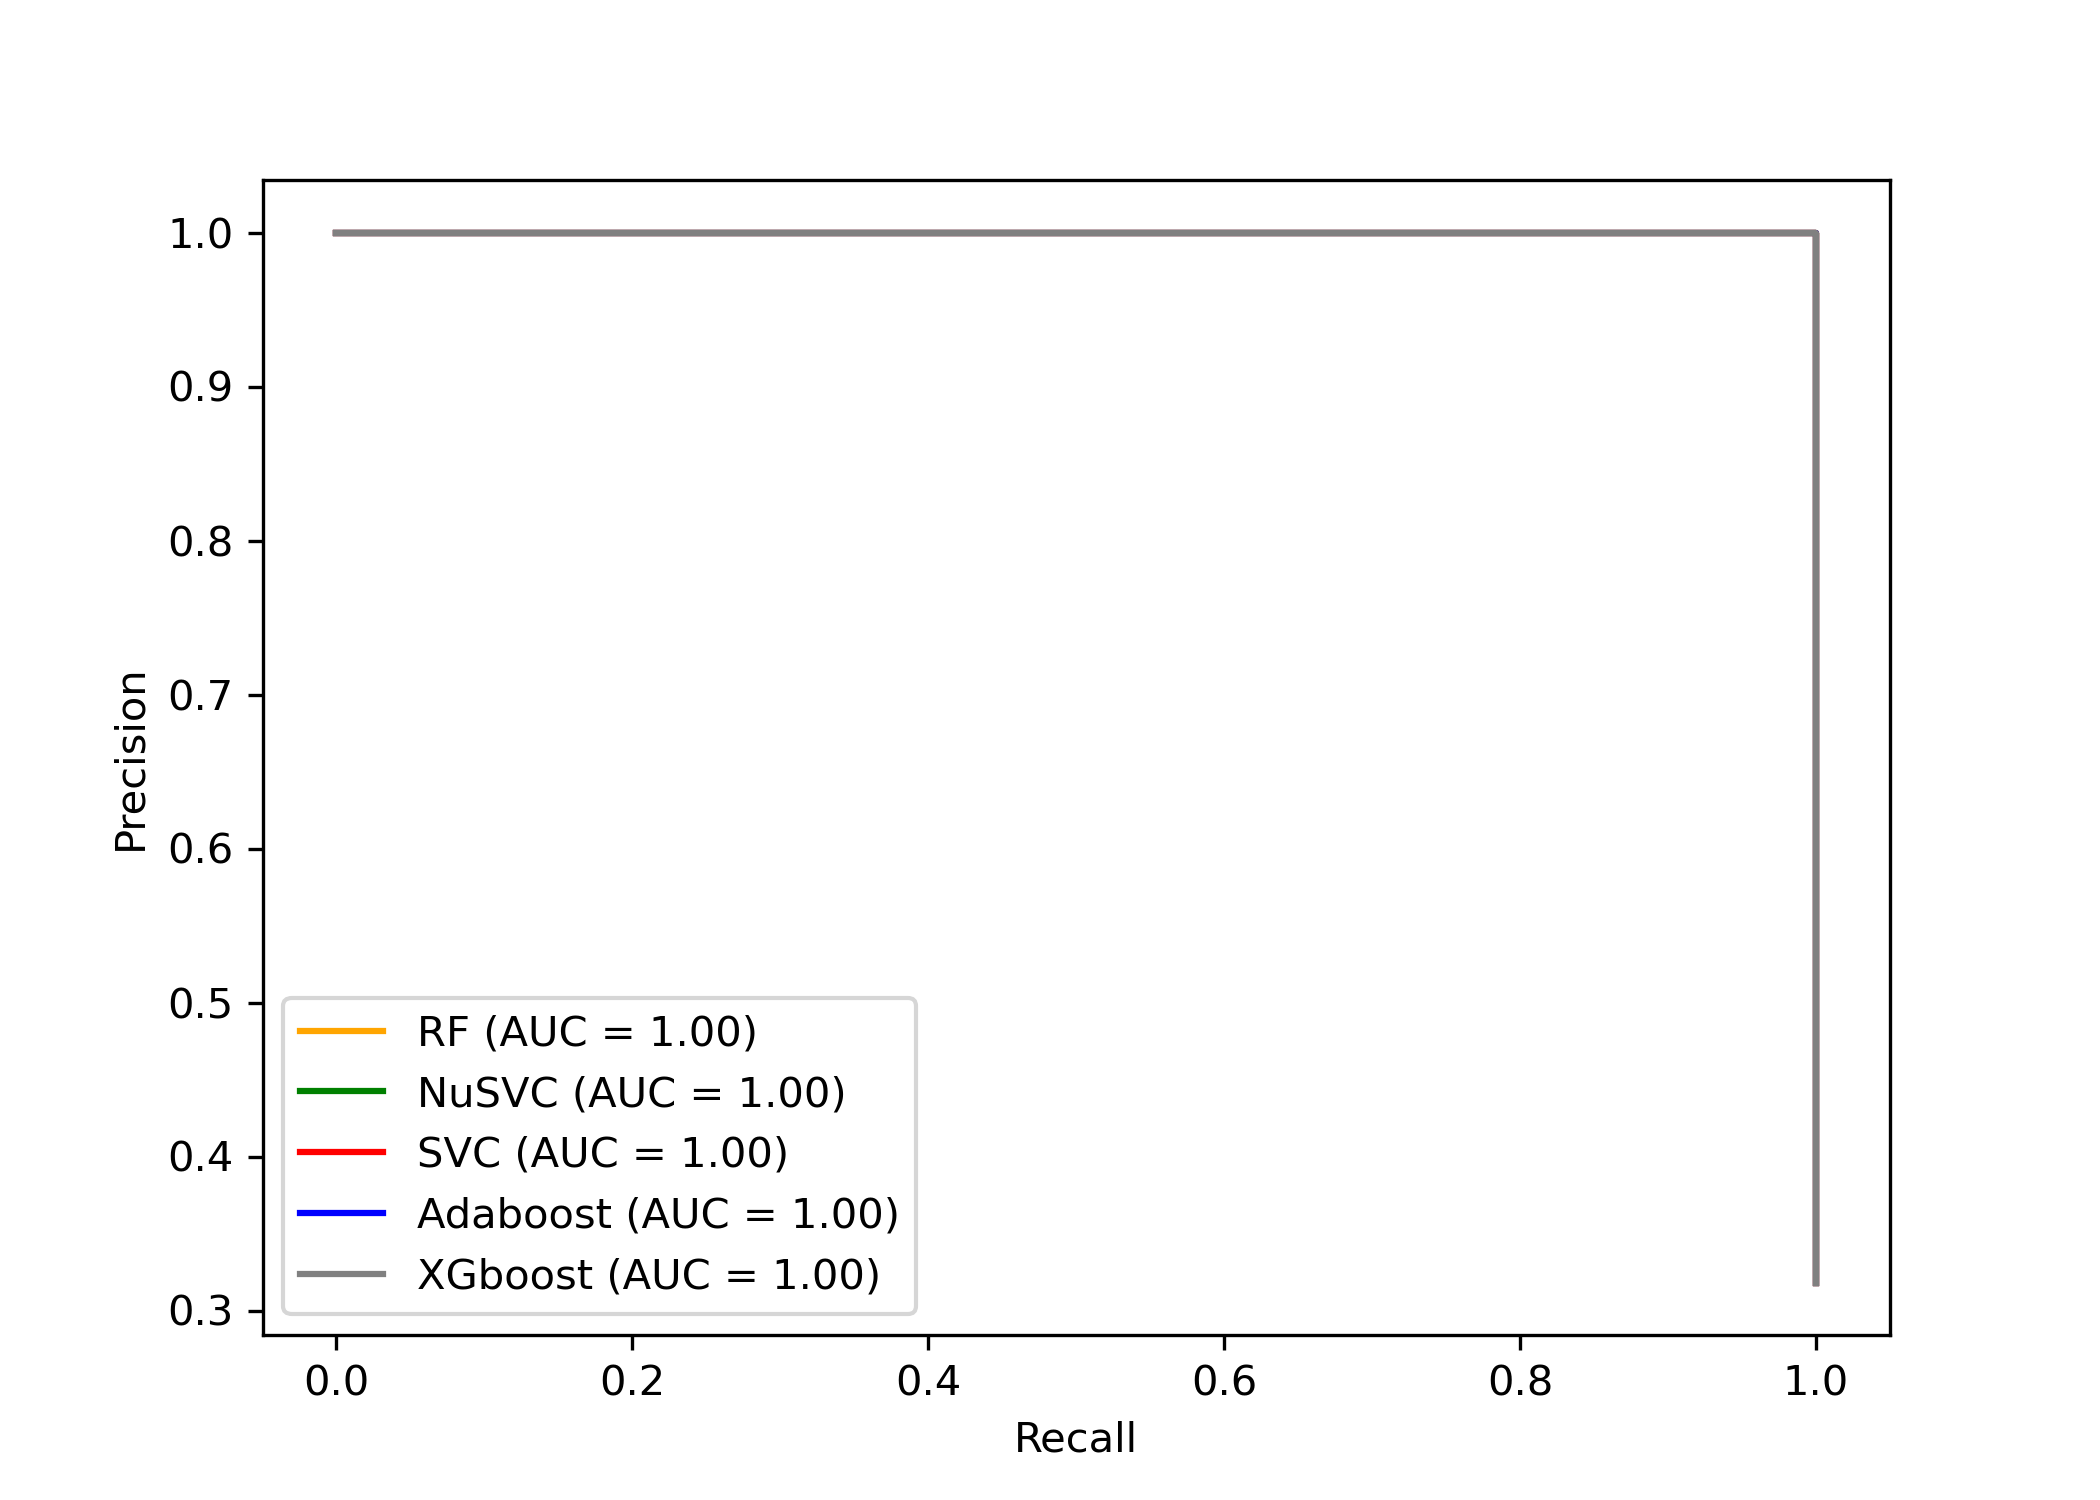 1.0
0.9
0.8
0.7
0.6
0.5
0.4
0.3
Precision
RF (AUC = 1.00)
NuSVC (AUC = 1.00)
SVC (AUC = 1.00)
Adaboost (AUC = 1.00)
XGboost (AUC = 1.00)
0.0 0.2 0.4 0.6 0.8 1.0
Recall